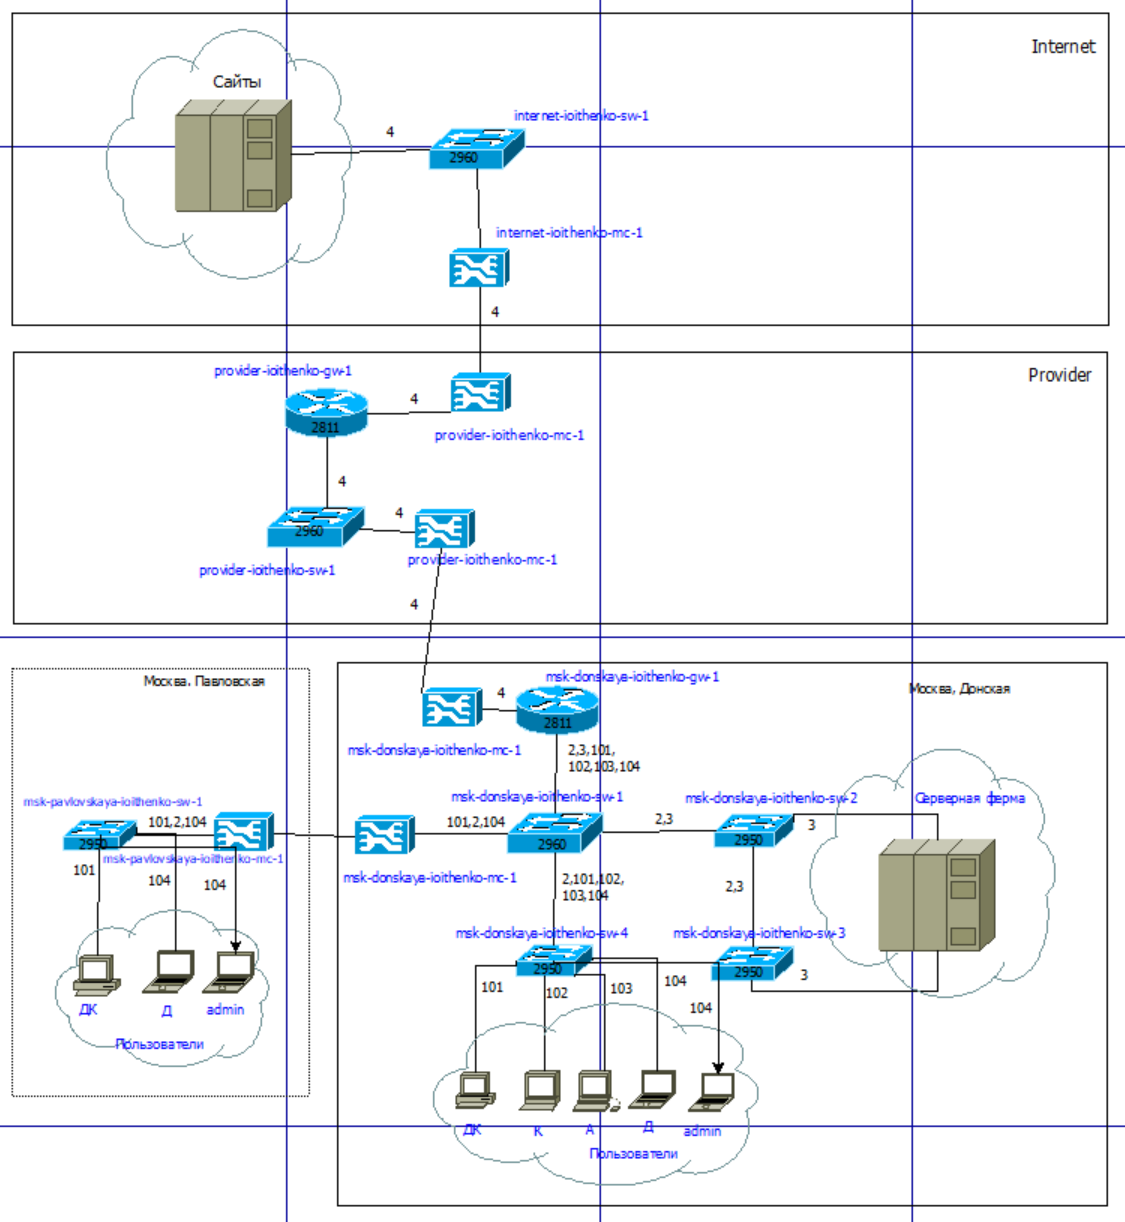 Internet
Сайты
internet-ioithenko-sw-1
4
2960
internet-ioithenko-mc-1
4
Provider
provider-ioithenko-gw-1
4
2811
provider-ioithenko-mc-1
4
4
2960
provider-ioithenko-mc-1
provider-ioithenko-sw-1
4
Москва. Павловская
msk-donskaya-ioithenko-gw-1
Москва, Донская
4
2811
msk-donskaya-ioithenko-mc-1
2,3,101,
102,103,104
msk-pavlovskaya-ioithenko-sw-1
msk-donskaya-ioithenko-sw-1
msk-donskaya-ioithenko-sw-2
Серверная ферма
101,2,104
101,2,104
2,3
3
2950
2960
2950
msk-pavlovskaya-ioithenko-mc-1
msk-donskaya-ioithenko-mc-1
101
104
104
2,101,102,
103,104
2,3
msk-donskaya-ioithenko-sw-4
msk-donskaya-ioithenko-sw-3
2950
2950
3
101
102
103
104
104
ДК
Д
admin
Пользователи
ДК
К
А
Д
admin
Пользователи